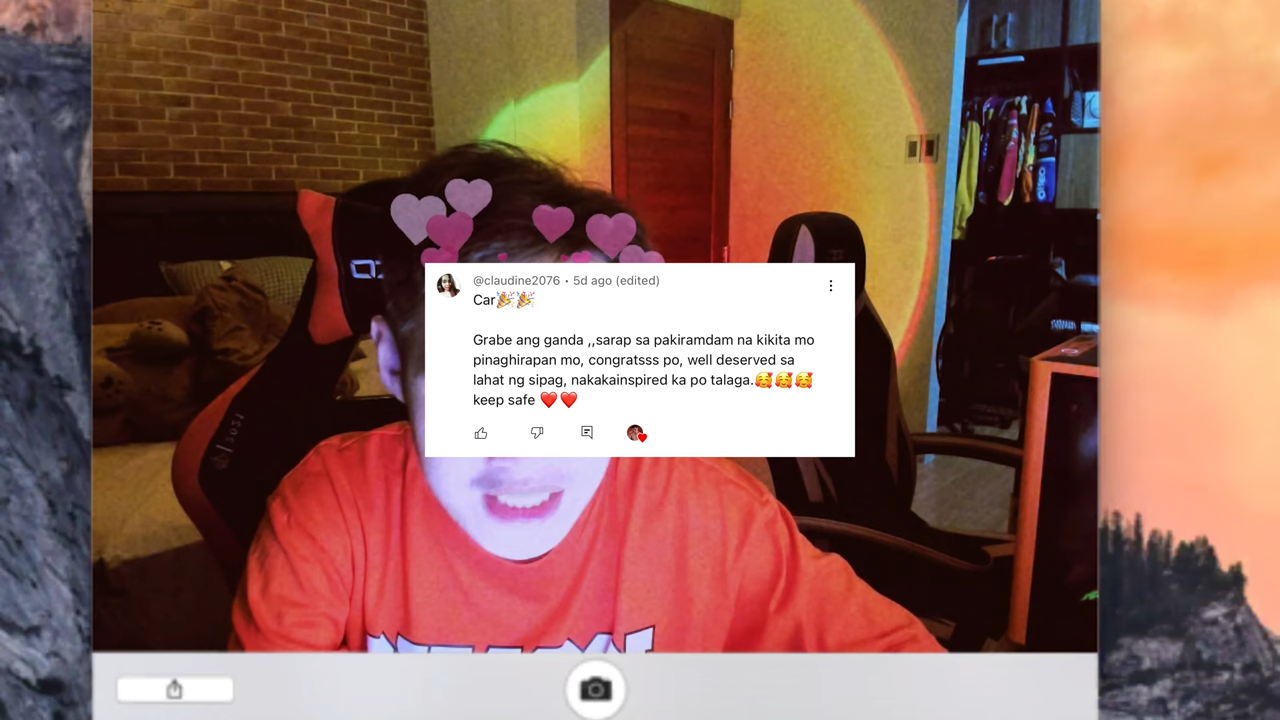 @claudine2076 • 5d ago (edited)
Car🎉🎉
Grabe ang ganda ,,sarap sa pakiramdam na kikita mo
pinaghirapan mo, congratsss po, well deserved sa
lahat ng sipag, nakakainspired ka po talaga.🥰🥰🥰
keep safe ❤️❤️